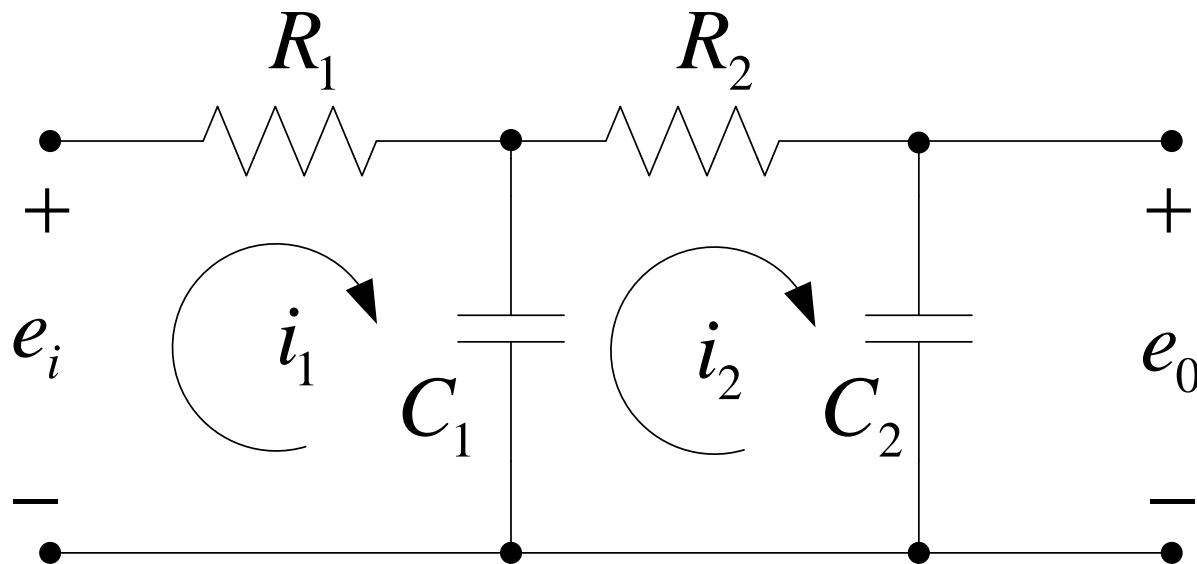 R₁ R₂
+ +
eᵢ i₁ C₁ i₂ C₂ e₀
− −